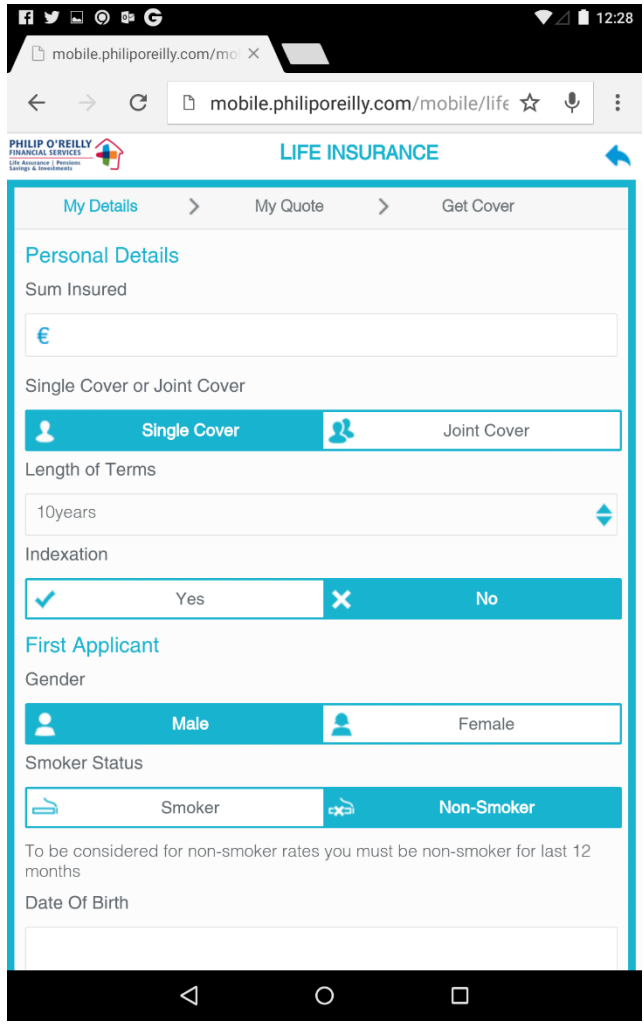 12:28
mobile.philiporeilly.com/mo
mobile.philiporeilly.com/mobile/life
PHILIP O'REILLY
FINANCIAL SERVICES
Life Assurance | Pensions
Savings & Investments
LIFE INSURANCE
My Details
My Quote
Get Cover
Personal Details
Sum Insured
€
Single Cover or Joint Cover
Single Cover
Joint Cover
Length of Terms
10years
Indexation
Yes
No
First Applicant
Gender
Male
Female
Smoker Status
Smoker
Non-Smoker
To be considered for non-smoker rates you must be non-smoker for last 12
months
Date Of Birth